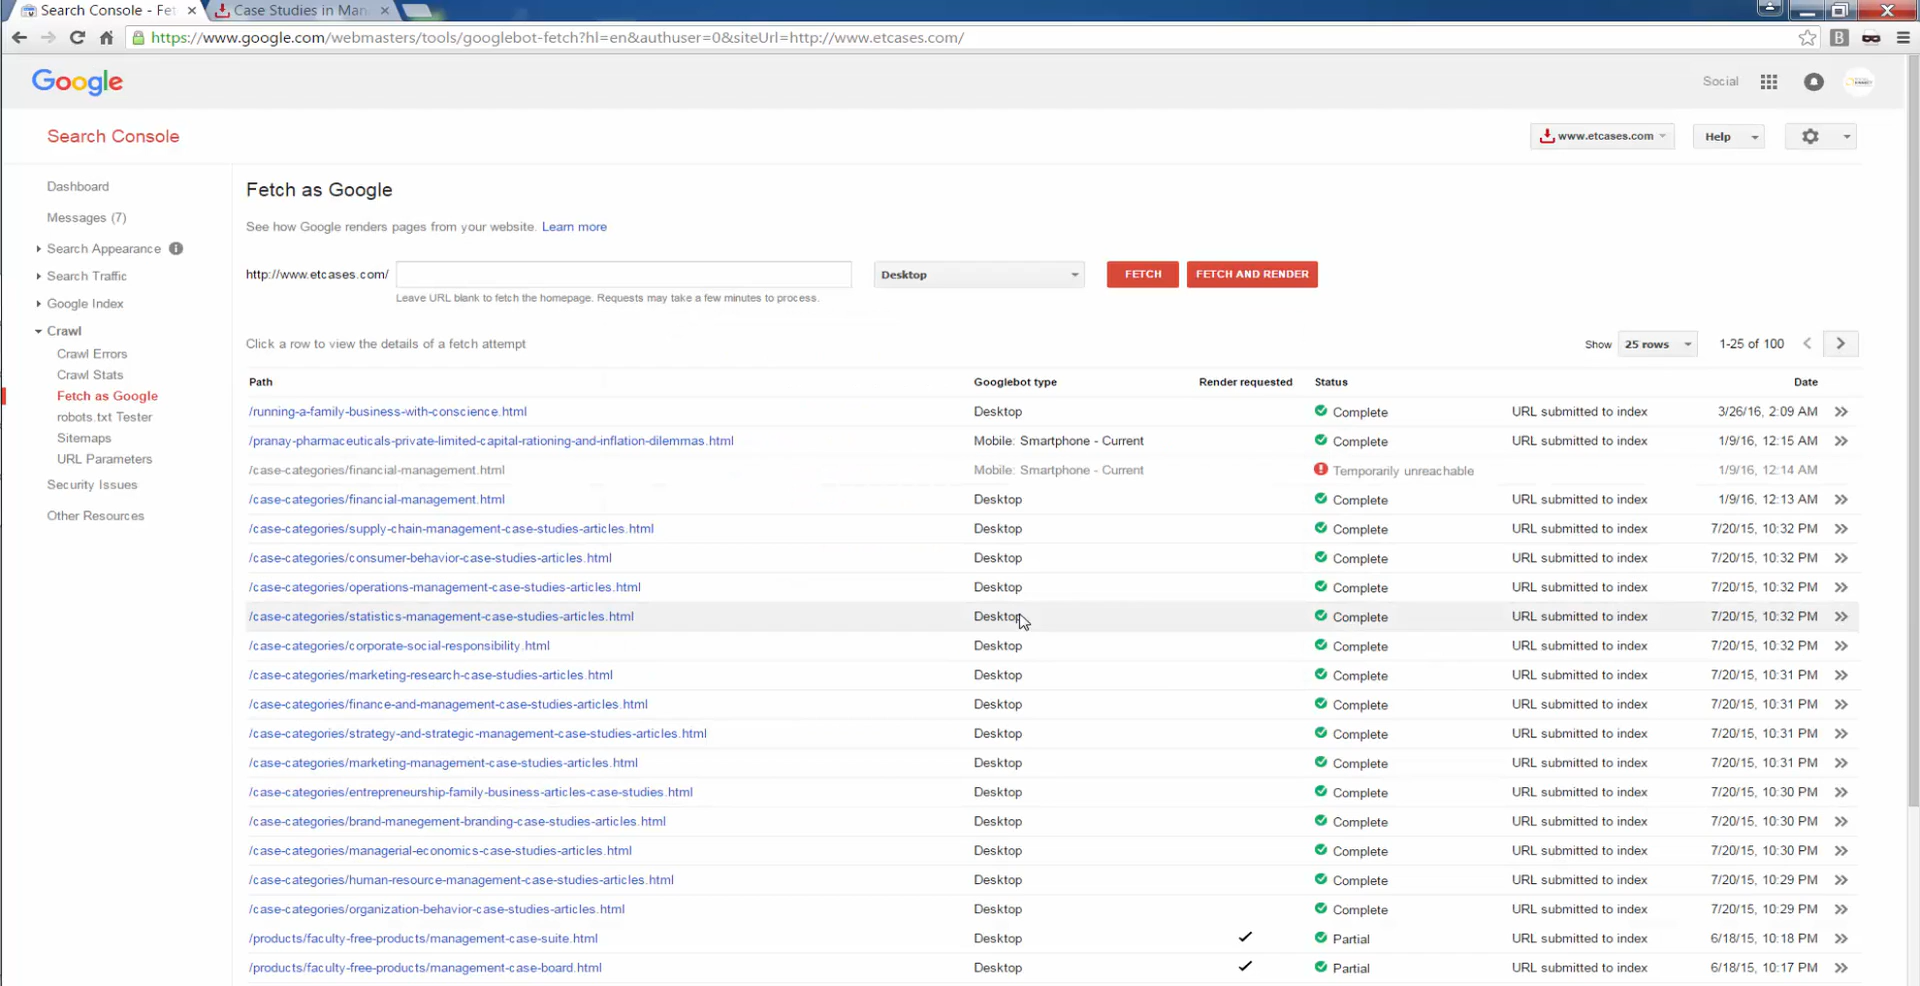 Search Console - Fet
Case Studies in Man
https://www.google.com/webmasters/tools/googlebot-fetch?hl=en&authuser=0&siteUrl=http://www.etcases.com/
B
Google
Social
Search Console
www.etcases.com
Help
Dashboard
Messages (7)
Search Appearance
Search Traffic
Google Index
Crawl
Crawl Errors
Crawl Stats
Fetch as Google
robots.txt Tester
Sitemaps
URL Parameters
Security Issues
Other Resources
Fetch as Google
See how Google renders pages from your website. Learn more
http://www.etcases.com/
Desktop
FETCH
FETCH AND RENDER
Leave URL blank to fetch the homepage. Requests may take a few minutes to process.
Click a row to view the details of a fetch attempt
Show 25 rows 1-25 of 100
Path Googlebot type Render requested Status Date
/running-a-family-business-with-conscience.html Desktop Complete URL submitted to index 3/26/16, 2:09 AM
/pranay-pharmaceuticals-private-limited-capital-rationing-and-inflation-dilemmas.html Mobile: Smartphone - Current Complete URL submitted to index 1/9/16, 12:15 AM
/case-categories/financial-management.html Mobile: Smartphone - Current Temporarily unreachable 1/9/16, 12:14 AM
/case-categories/financial-management.html Desktop Complete URL submitted to index 1/9/16, 12:13 AM
/case-categories/supply-chain-management-case-studies-articles.html Desktop Complete URL submitted to index 7/20/15, 10:32 PM
/case-categories/consumer-behavior-case-studies-articles.html Desktop Complete URL submitted to index 7/20/15, 10:32 PM
/case-categories/operations-management-case-studies-articles.html Desktop Complete URL submitted to index 7/20/15, 10:32 PM
/case-categories/statistics-management-case-studies-articles.html Desktop Complete URL submitted to index 7/20/15, 10:32 PM
/case-categories/corporate-social-responsibility.html Desktop Complete URL submitted to index 7/20/15, 10:32 PM
/case-categories/marketing-research-case-studies-articles.html Desktop Complete URL submitted to index 7/20/15, 10:31 PM
/case-categories/finance-and-management-case-studies-articles.html Desktop Complete URL submitted to index 7/20/15, 10:31 PM
/case-categories/strategy-and-strategic-management-case-studies-articles.html Desktop Complete URL submitted to index 7/20/15, 10:31 PM
/case-categories/marketing-management-case-studies-articles.html Desktop Complete URL submitted to index 7/20/15, 10:31 PM
/case-categories/entrepreneurship-family-business-articles-case-studies.html Desktop Complete URL submitted to index 7/20/15, 10:30 PM
/case-categories/brand-manegement-branding-case-studies-articles.html Desktop Complete URL submitted to index 7/20/15, 10:30 PM
/case-categories/managerial-economics-case-studies-articles.html Desktop Complete URL submitted to index 7/20/15, 10:30 PM
/case-categories/human-resource-management-case-studies-articles.html Desktop Complete URL submitted to index 7/20/15, 10:29 PM
/case-categories/organization-behavior-case-studies-articles.html Desktop Complete URL submitted to index 7/20/15, 10:29 PM
/products/faculty-free-products/management-case-suite.html Desktop Partial URL submitted to index 6/18/15, 10:18 PM
/products/faculty-free-products/management-case-board.html Desktop Partial URL submitted to index 6/18/15, 10:17 PM